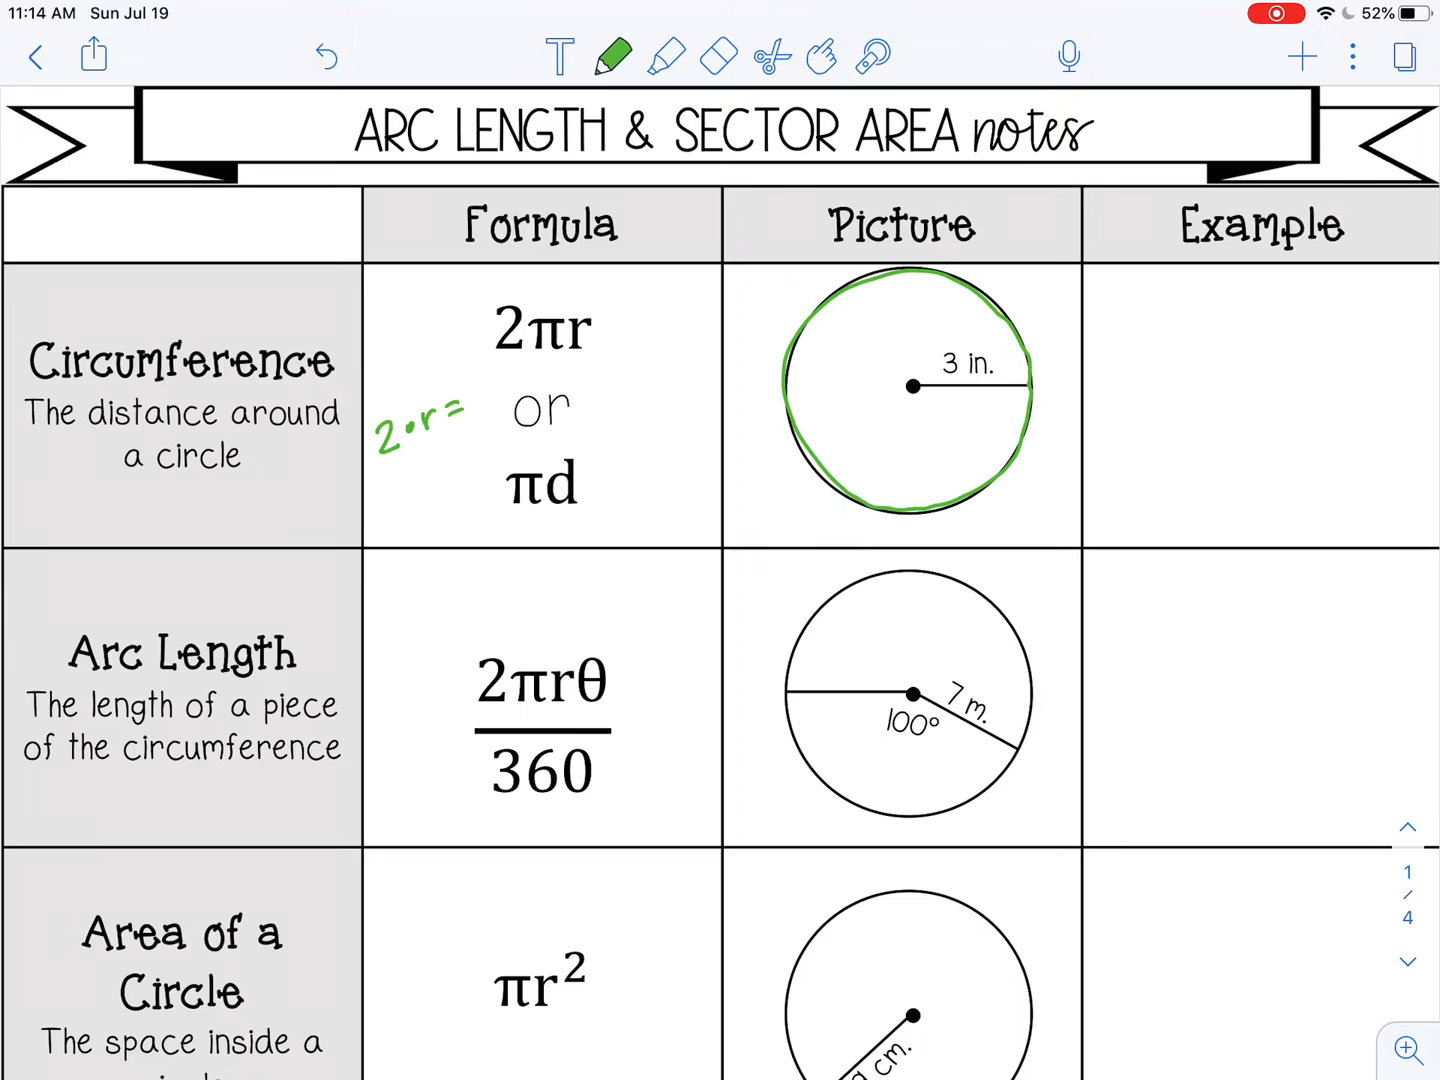 11:14 AM Sun Jul 19
52%
ARC LENGTH & SECTOR AREA notes
Formula
Picture
Example
Circumference
The distance around
a circle
2πr
or
πd
2•r=
3 in.
Arc Length
The length of a piece
of the circumference
2πrθ
360
7 m.
100°
Area of a
Circle
The space inside a
πr²
cm.
1
/
4